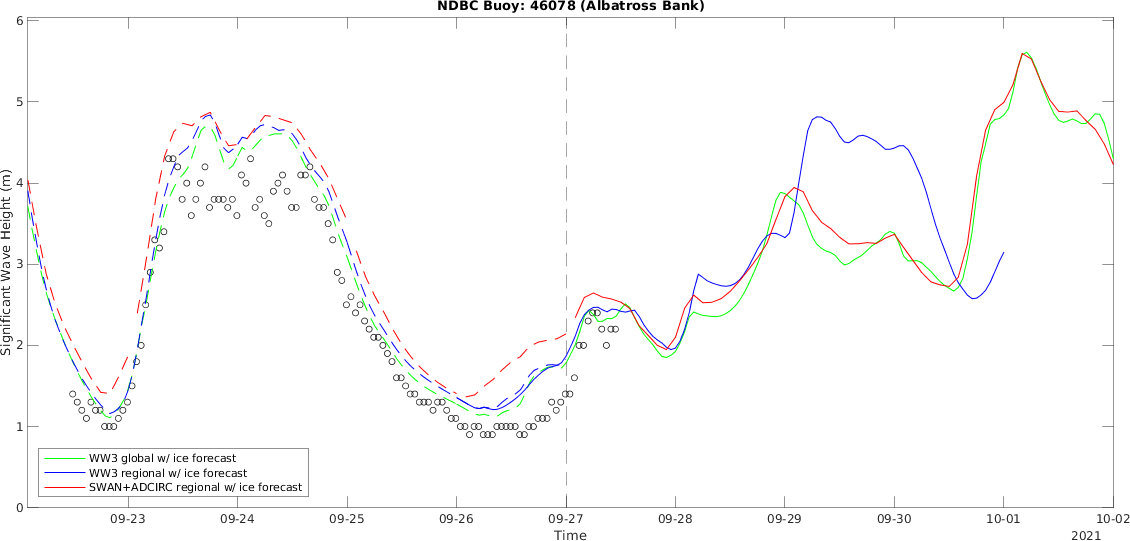 NDBC Buoy: 46078 (Albatross Bank)
6
5
4
3
2
1
0
Significant Wave Height (m)
WW3 global w/ ice forecast
WW3 regional w/ ice forecast
SWAN+ADCIRC regional w/ ice forecast
09-23 09-24 09-25 09-26 09-27 09-28 09-29 09-30 10-01 10-02
Time
2021